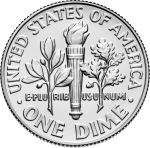 UNITED STATES OF AMERICA
E·PLURIBUS·UNUM
· ONE DIME ·